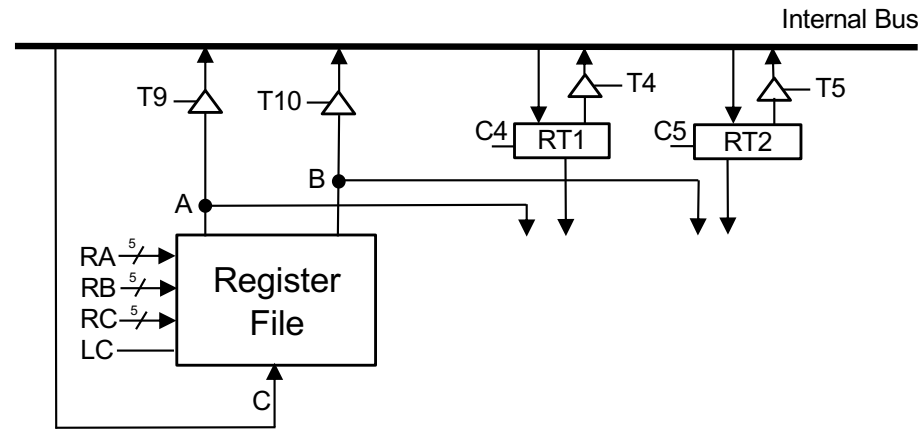 Internal Bus
T9
T10
T4
T5
C4
RT1
C5
RT2
B
A
RA
5
RB
5
RC
5
LC
Register
File
C